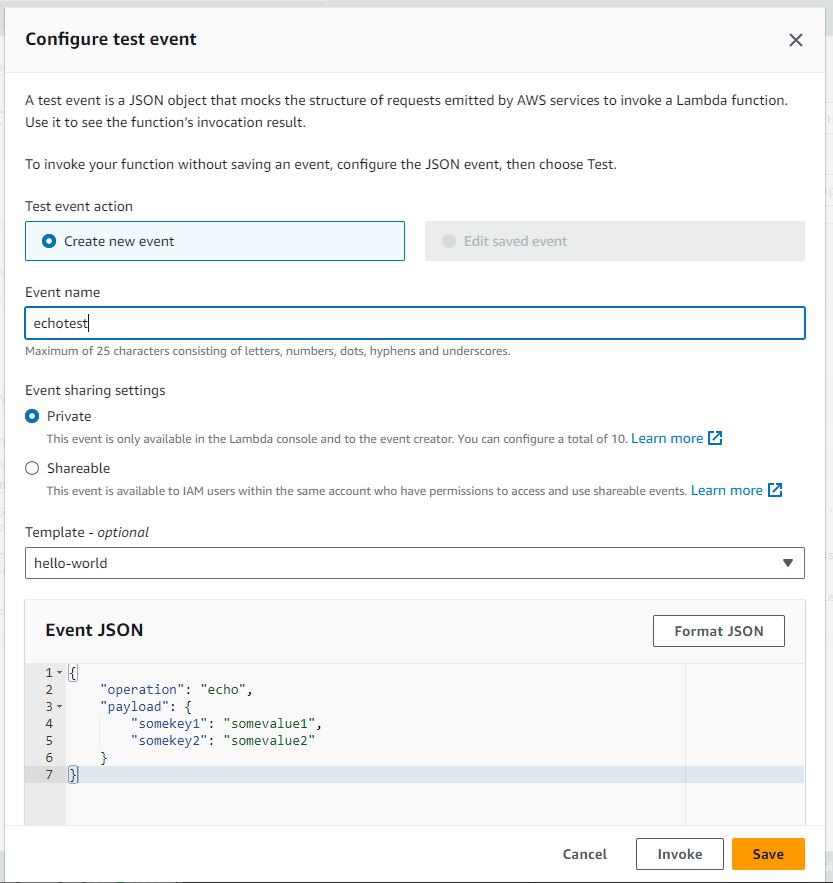 Configure test event
A test event is a JSON object that mocks the structure of requests emitted by AWS services to invoke a Lambda function.
Use it to see the function's invocation result.
To invoke your function without saving an event, configure the JSON event, then choose Test.
Test event action
Create new event
Edit saved event
Event name
echotest
Maximum of 25 characters consisting of letters, numbers, dots, hyphens and underscores.
Event sharing settings
Private
This event is only available in the Lambda console and to the event creator. You can configure a total of 10. Learn more
Shareable
This event is available to IAM users within the same account who have permissions to access and use shareable events. Learn more
Template - optional
hello-world
Event JSON
Format JSON
1 {
2 "operation": "echo",
3 "payload": {
4 "somekey1": "somevalue1",
5 "somekey2": "somevalue2"
6 }
7 }
Cancel
Invoke
Save